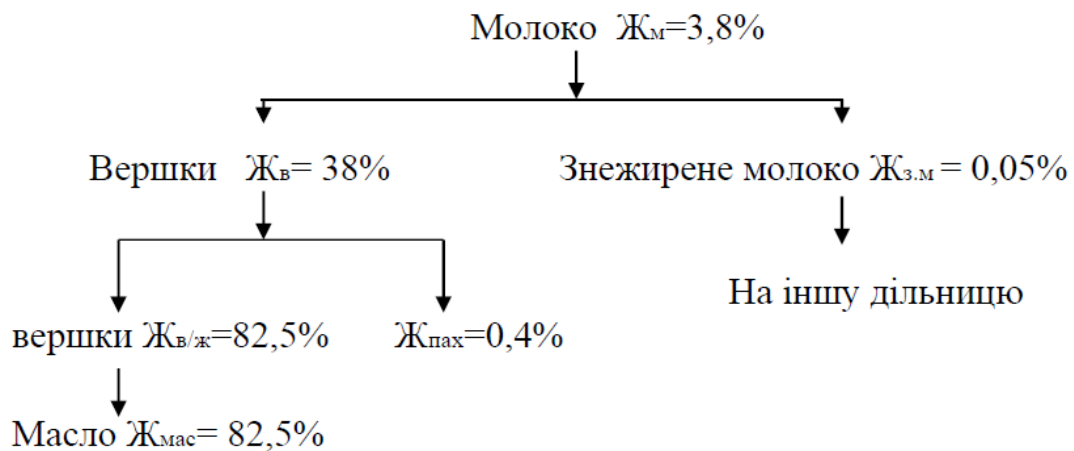 Молоко Жм=3,8%
Вершки Жв= 38%
Знежирене молоко Жз.м = 0,05%
На іншу дільницю
вершки Жв/ж=82,5%
Жпах=0,4%
Масло Жмас= 82,5%